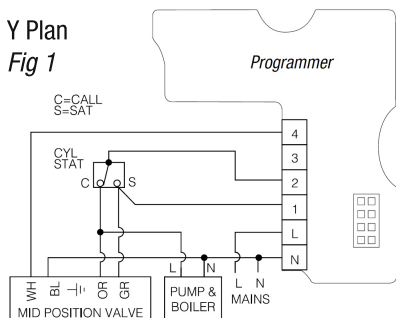 Y Plan
Fig 1
Programmer
C=CALL
S=SAT
CYL
STAT
C
S
4
3
2
1
L
N
WH
BL
OR
GR
MID POSITION VALVE
L N
PUMP &
BOILER
L N
MAINS